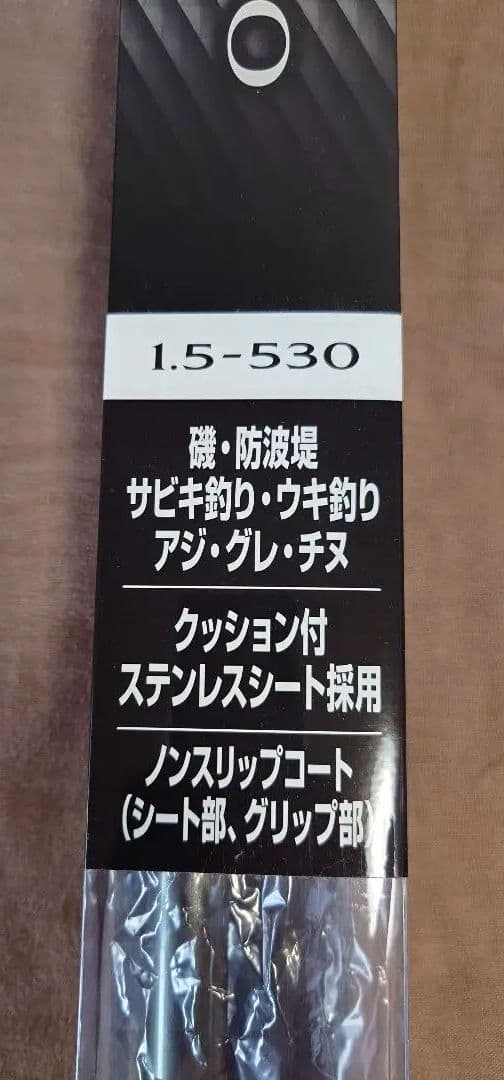 O
1.5-530
磯・防波堤
サビキ釣り・ウキ釣り
アジ・グレ・チヌ
クッション付
ステンレスシート採用
ノンスリップコート
(シート部、グリップ部)